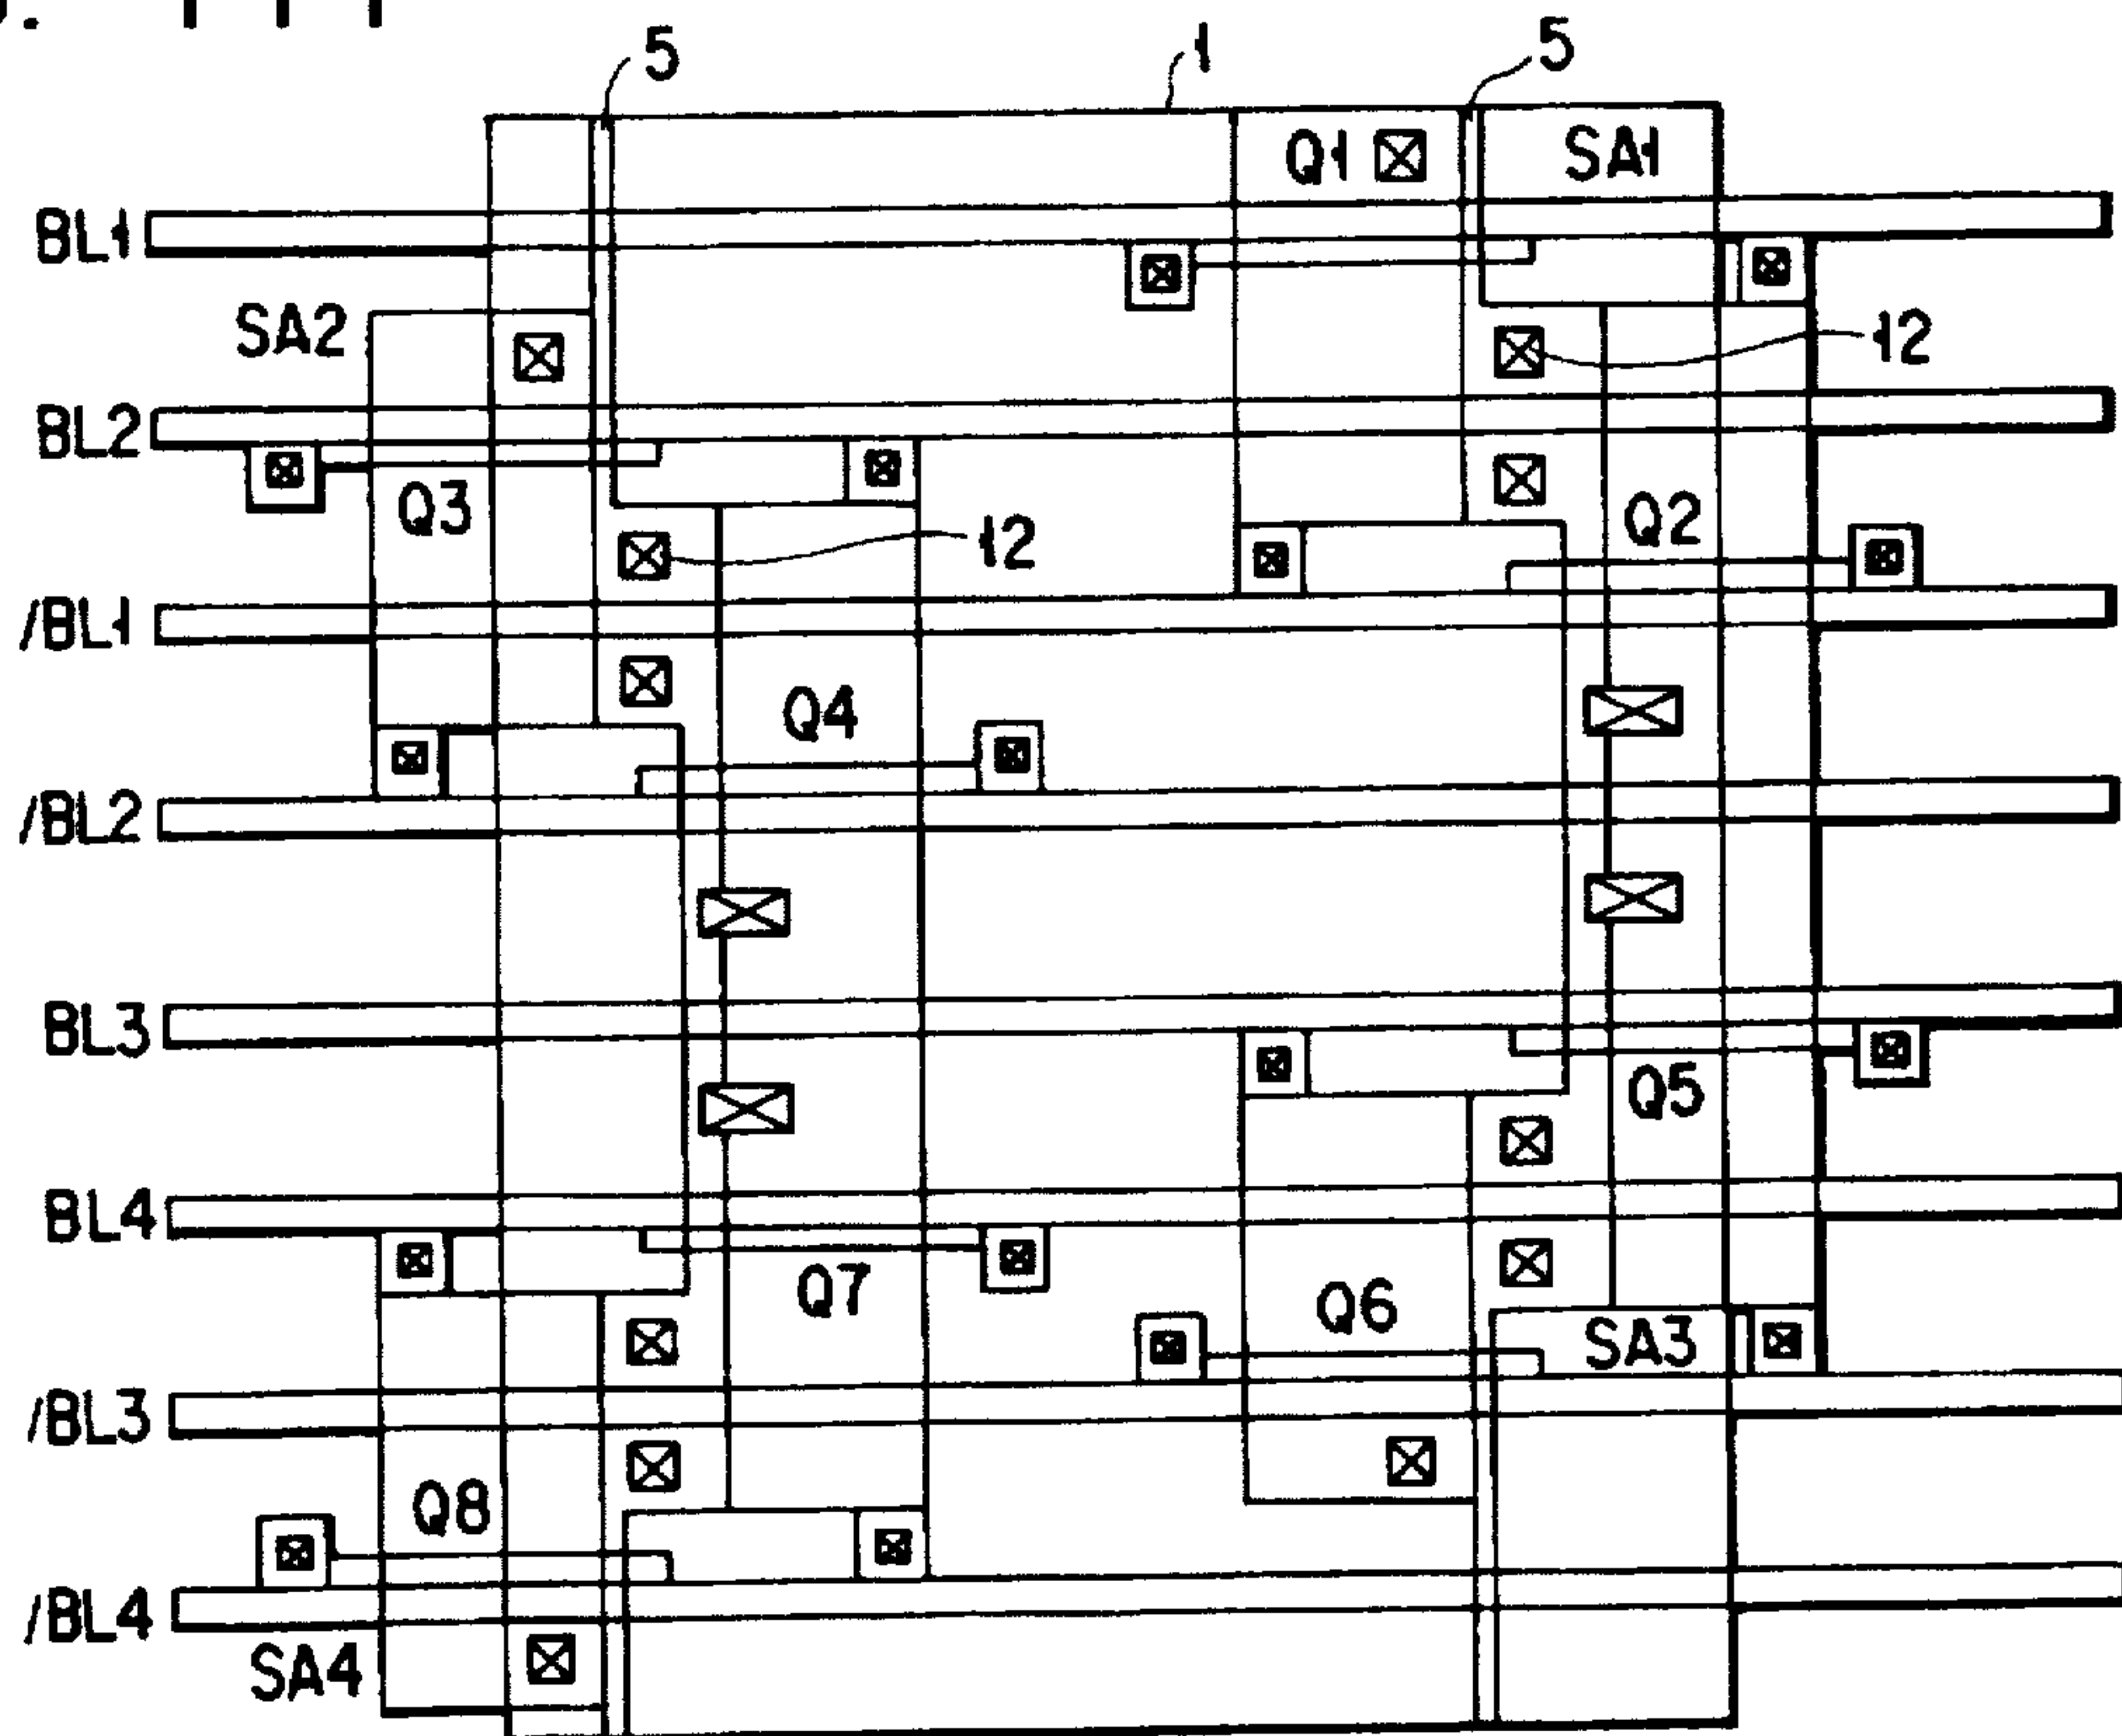 5 1 5
Q1 SA1
BL1
SA2 12
BL2
Q3 Q2
12
/BL1
Q4
/BL2
BL3
Q5
BL4
Q7 Q6
SA3
/BL3
Q8
/BL4
SA4